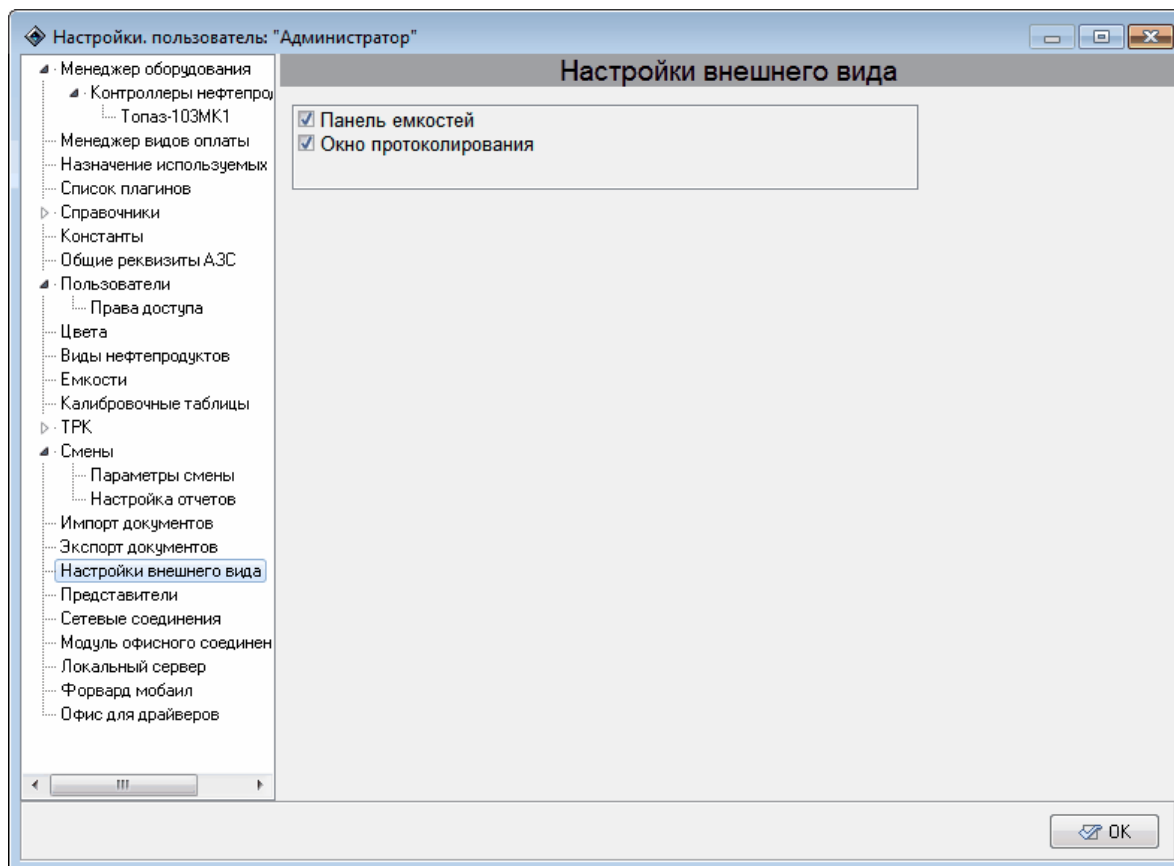 Настройки. пользователь: "Администратор"
Менеджер оборудования
Контроллеры нефтепрод
Топаз-103МК1
Менеджер видов оплаты
Назначение используемых
Список плагинов
Справочники
Константы
Общие реквизиты АЗС
Пользователи
Права доступа
Цвета
Виды нефтепродуктов
Емкости
Калибровочные таблицы
ТРК
Смены
Параметры смены
Настройка отчетов
Импорт документов
Экспорт документов
Настройки внешнего вида
Представители
Сетевые соединения
Модуль офисного соединен
Локальный сервер
Форвард мобаил
Офис для драйверов
Настройки внешнего вида
Панель емкостей
Окно протоколирования
OK